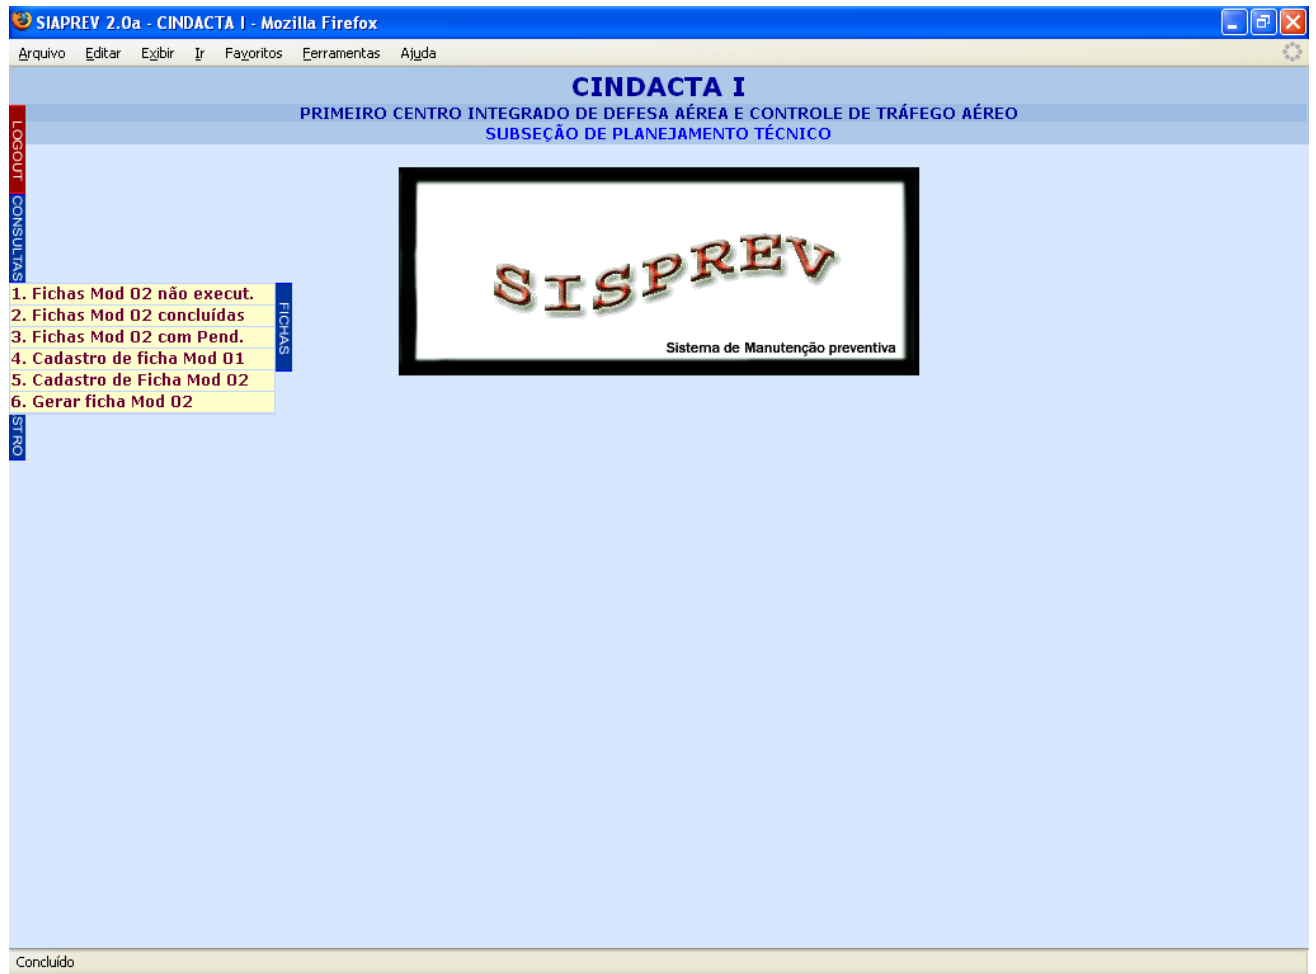 SIAPREV 2.0a - CINDACTA I - Mozilla Firefox
Arquivo Editar Exibir Ir Favoritos Ferramentas Ajuda
CINDACTA I
PRIMEIRO CENTRO INTEGRADO DE DEFESA AÉREA E CONTROLE DE TRÁFEGO AÉREO
SUBSEÇÃO DE PLANEJAMENTO TÉCNICO
LOGOUT
CONSULTAS
SISPREV
Sistema de Manutenção preventiva
1. Fichas Mod 02 não execut.
2. Fichas Mod 02 concluídas
3. Fichas Mod 02 com Pend.
4. Cadastro de ficha Mod 01
5. Cadastro de Ficha Mod 02
6. Gerar ficha Mod 02
FICHAS
STRO
Concluído